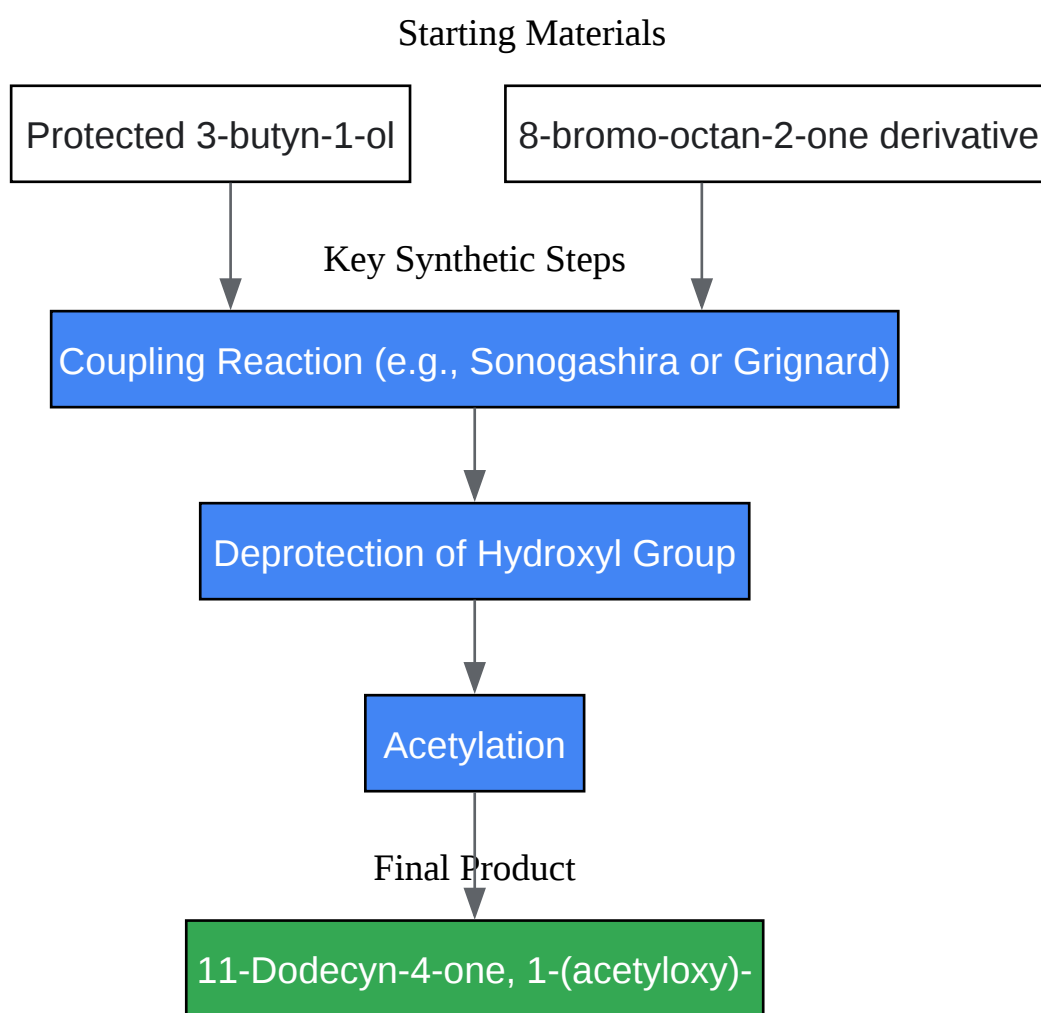 Starting Materials
Protected 3-butyn-1-ol
8-bromo-octan-2-one derivative
Key Synthetic Steps
Coupling Reaction (e.g., Sonogashira or Grignard)
Deprotection of Hydroxyl Group
Acetylation
Final Product
11-Dodecyn-4-one, 1-(acetyloxy)-